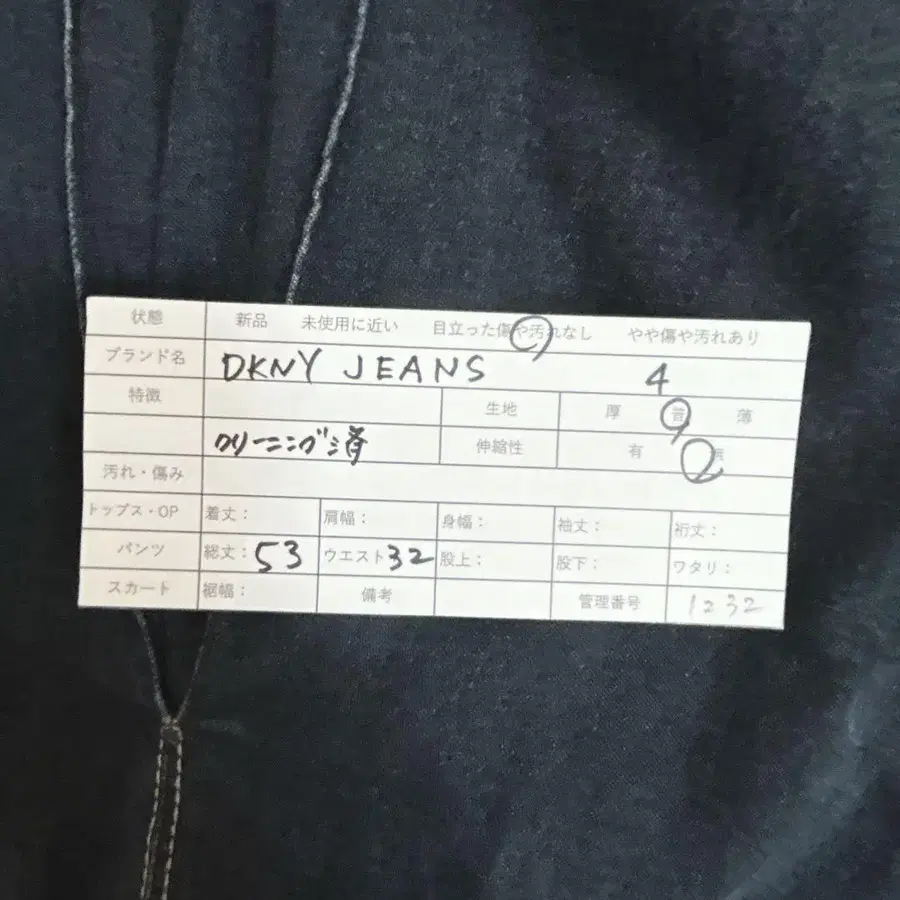 状態 新品 未使用に近い 目立った傷や汚れなし やや傷や汚れあり
ブランド名 DKNY JEANS 4
特徴 生地 厚 普 薄
クリーニング済 伸縮性 有 無
汚れ・傷み
トップス・OP 着丈: 肩幅: 身幅: 袖丈: 裄丈:
パンツ 総丈: 53 ウエスト 32 股上: 股下: ワタリ:
スカート 裾幅: 備考 管理番号 1232